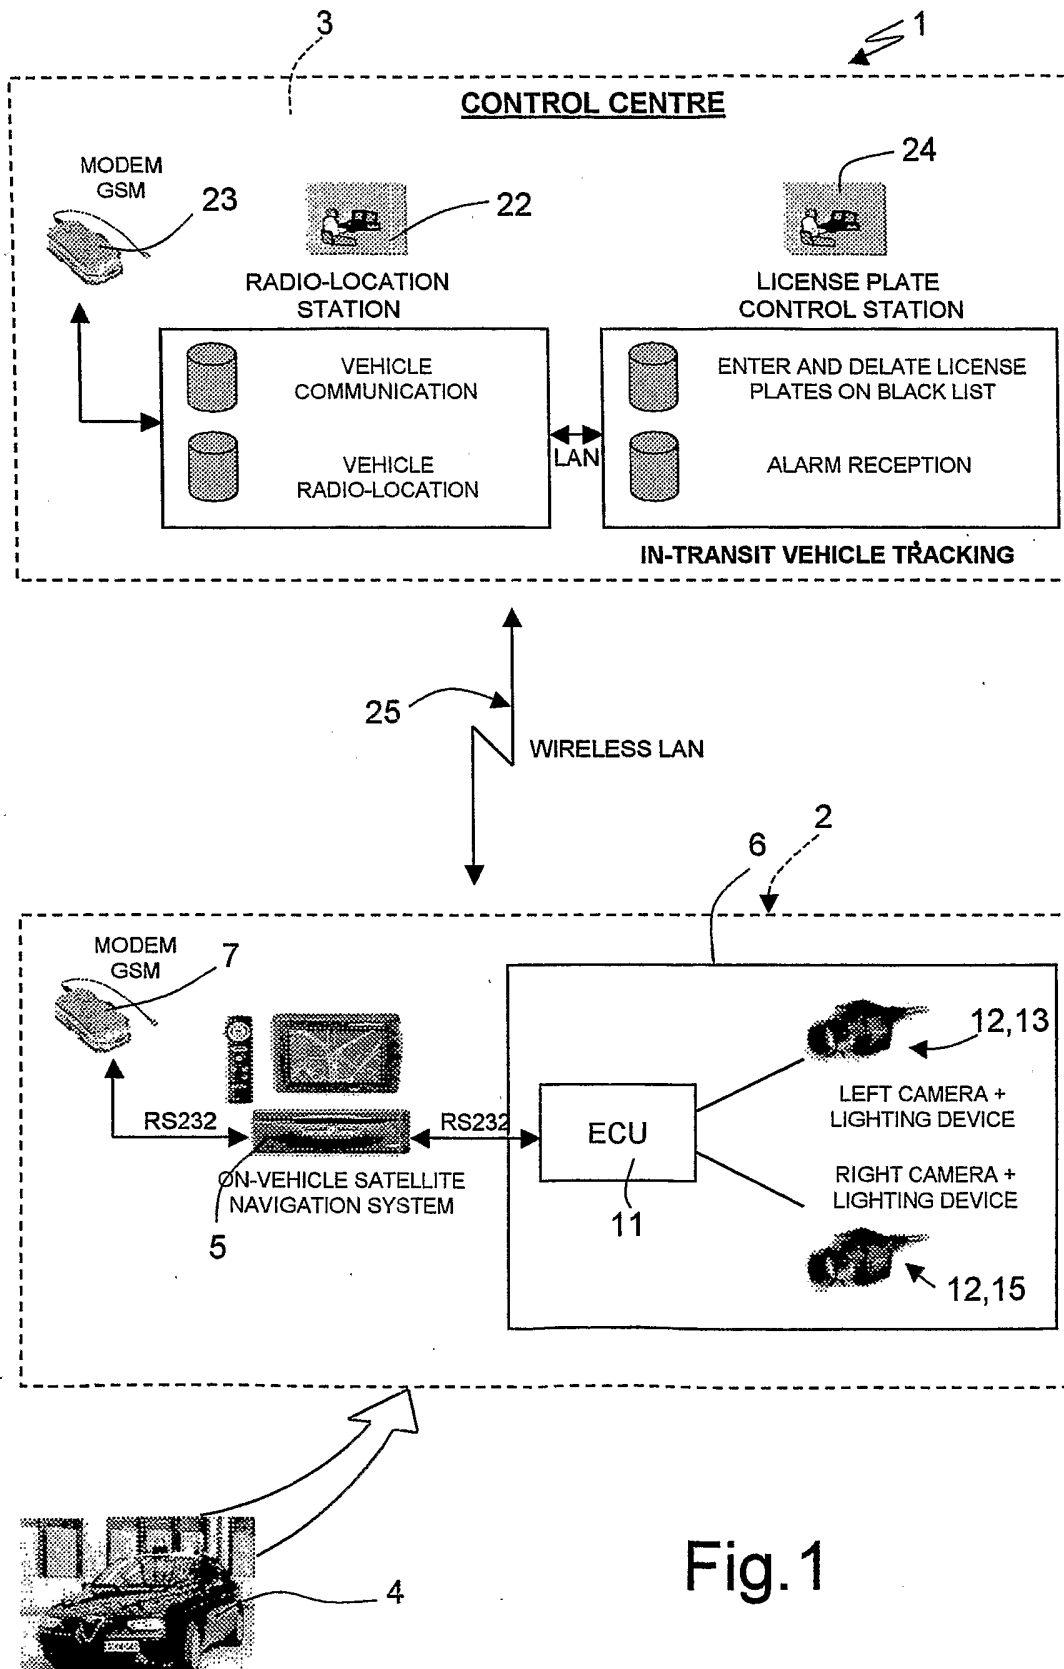 3
1
CONTROL CENTRE
MODEM
GSM
23
22
24
RADIO-LOCATION
STATION
LICENSE PLATE
CONTROL STATION
VEHICLE
COMMUNICATION
VEHICLE
RADIO-LOCATION
LAN
ENTER AND DELATE LICENSE
PLATES ON BLACK LIST
ALARM RECEPTION
IN-TRANSIT VEHICLE TRACKING
25
WIRELESS LAN
2
6
MODEM
GSM
7
12,13
LEFT CAMERA +
LIGHTING DEVICE
RS232
RS232
ECU
11
ON-VEHICLE SATELLITE
NAVIGATION SYSTEM
5
RIGHT CAMERA +
LIGHTING DEVICE
12,15
4
Fig.1